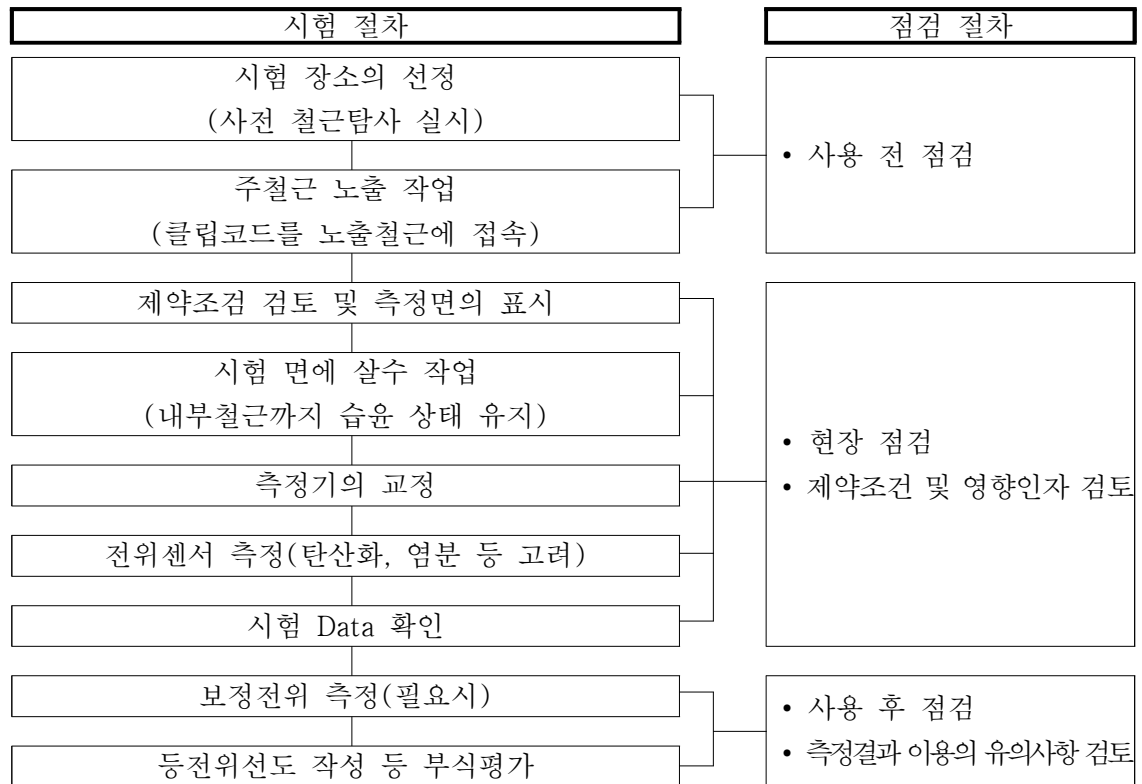 시험 절차
시험 장소의 선정
(사전 철근탐사 실시)
주철근 노출 작업
(클립코드를 노출철근에 접속)
제약조검 검토 및 측정면의 표시
시험 면에 살수 작업
(내부철근까지 습윤 상태 유지)
측정기의 교정
전위센서 측정(탄산화, 염분 등 고려)
시험 Data 확인
보정전위 측정(필요시)
등전위선도 작성 등 부식평가
점검 절차
• 사용 전 점검
• 현장 점검
• 제약조건 및 영향인자 검토
• 사용 후 점검
• 측정결과 이용의 유의사항 검토